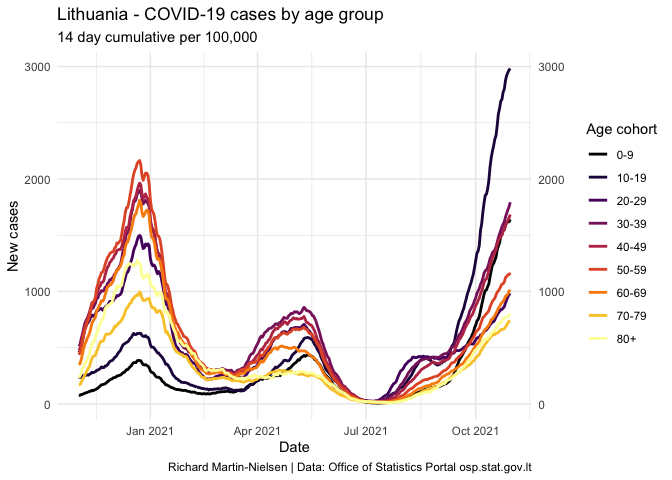 Lithuania - COVID-19 cases by age group
14 day cumulative per 100,000
3000
2000
1000
0
New cases
3000
2000
1000
0
Jan 2021
Apr 2021
Jul 2021
Oct 2021
Date
Age cohort
0-9
10-19
20-29
30-39
40-49
50-59
60-69
70-79
80+
Richard Martin-Nielsen | Data: Office of Statistics Portal osp.stat.gov.lt